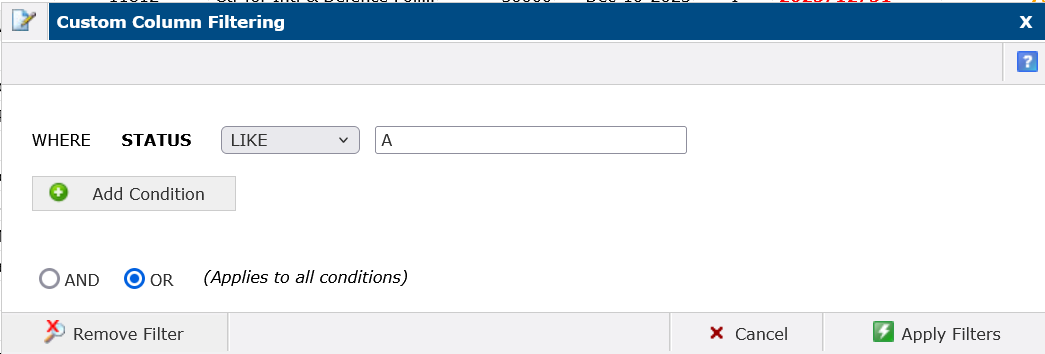 Custom Column Filtering X
?
WHERE STATUS LIKE A
Add Condition
AND OR (Applies to all conditions)
Remove Filter Cancel Apply Filters